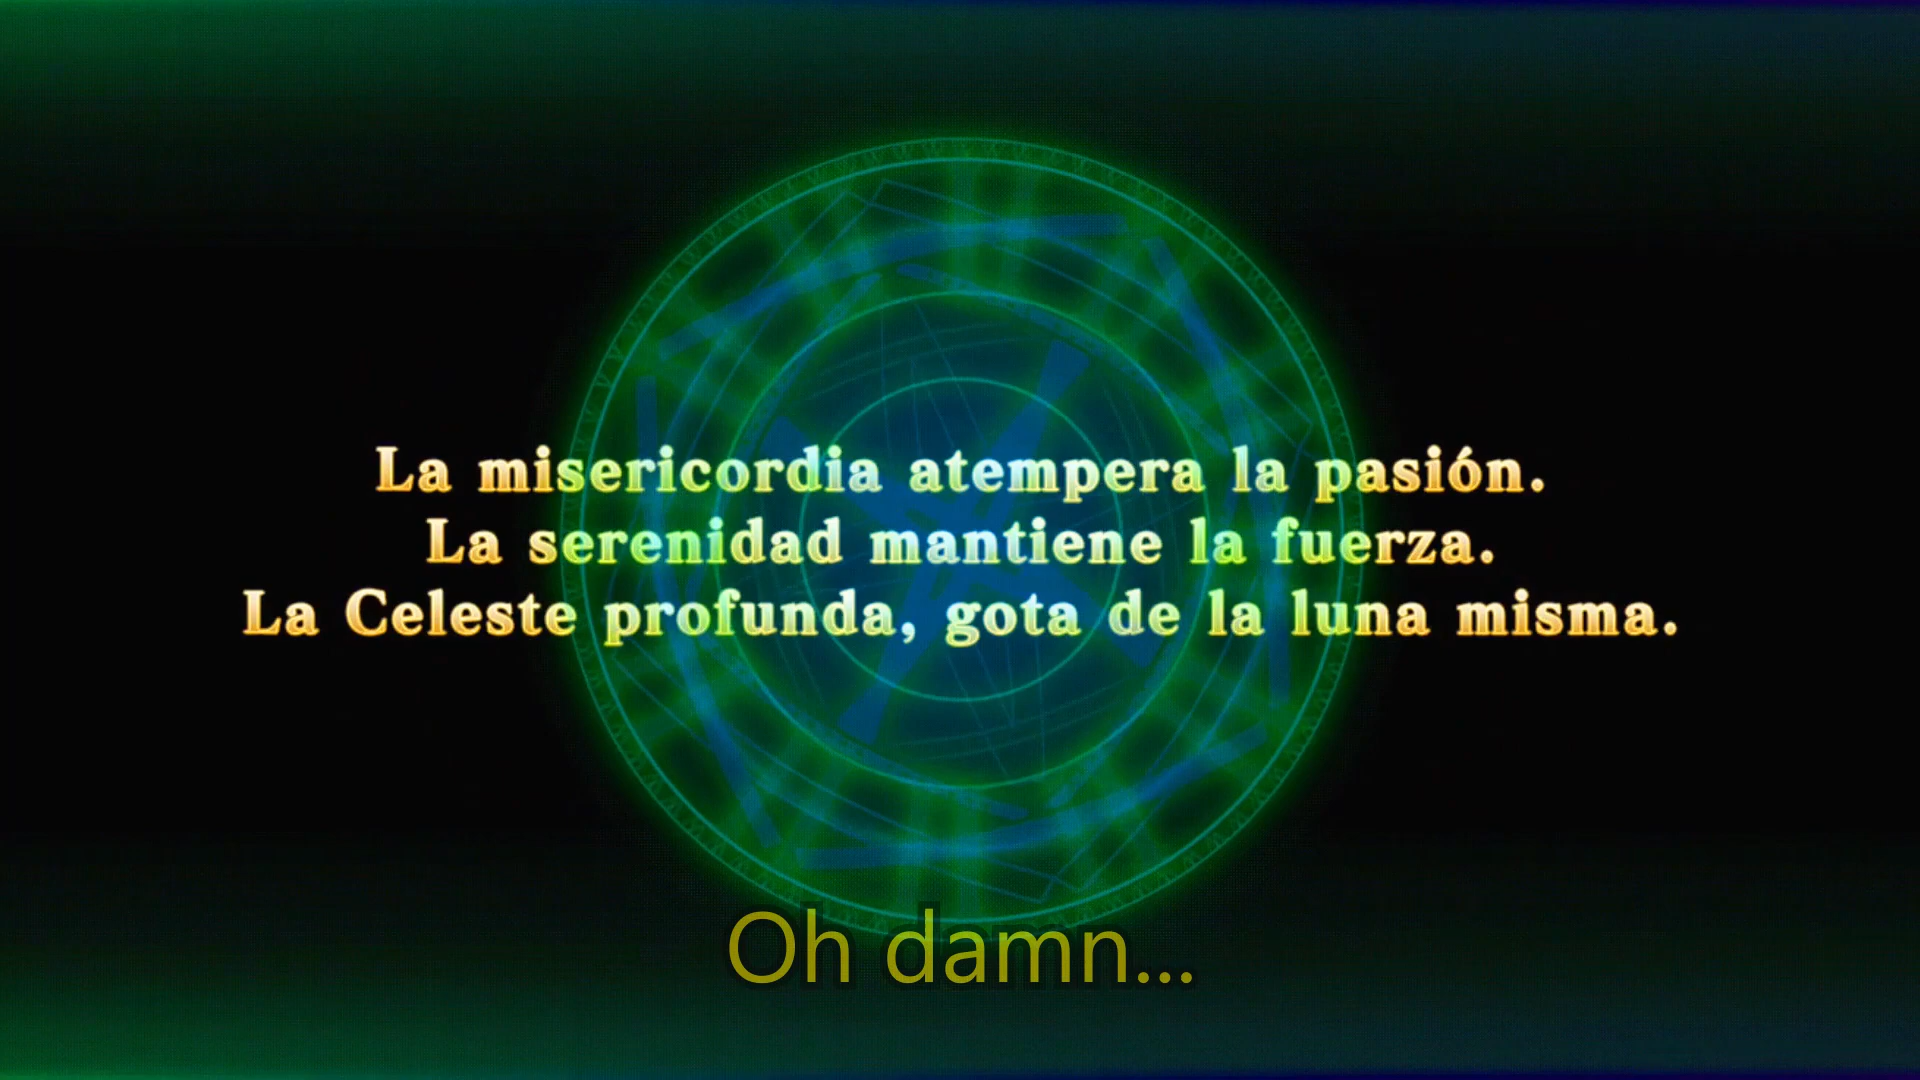 La misericordia atempera la pasión.
La serenidad mantiene la fuerza.
La Celeste profunda, gota de la luna misma.
Oh damn...